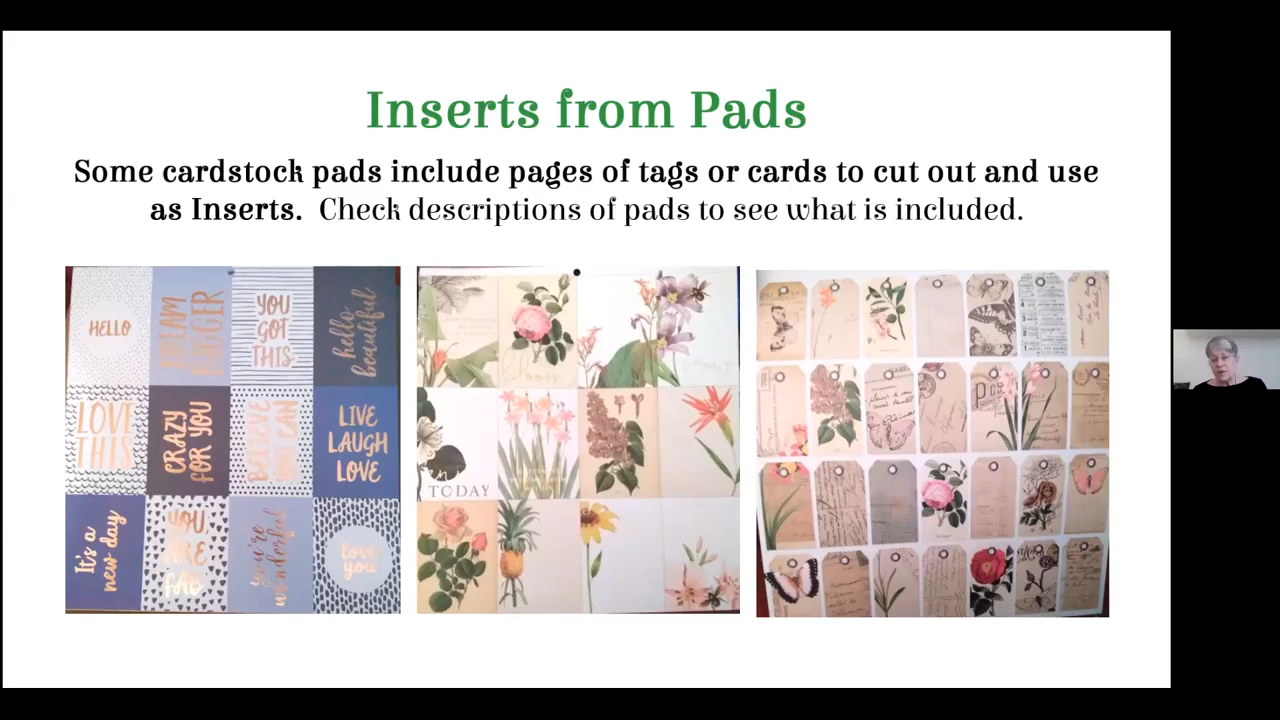 Inserts from Pads
Some cardstock pads include pages of tags or cards to cut out and use
as Inserts. Check descriptions of pads to see what is included.
HELLO
DREAM
BIGGER
YOU
GOT
THIS
hello
beautiful
LOVE
THIS
CRAZY
FOR YOU
BELIEVE
YOU CAN
LIVE
LAUGH
LOVE
It's a
new day
YOU
ARE
FAB
you're
wonderful
love
you
TODAY